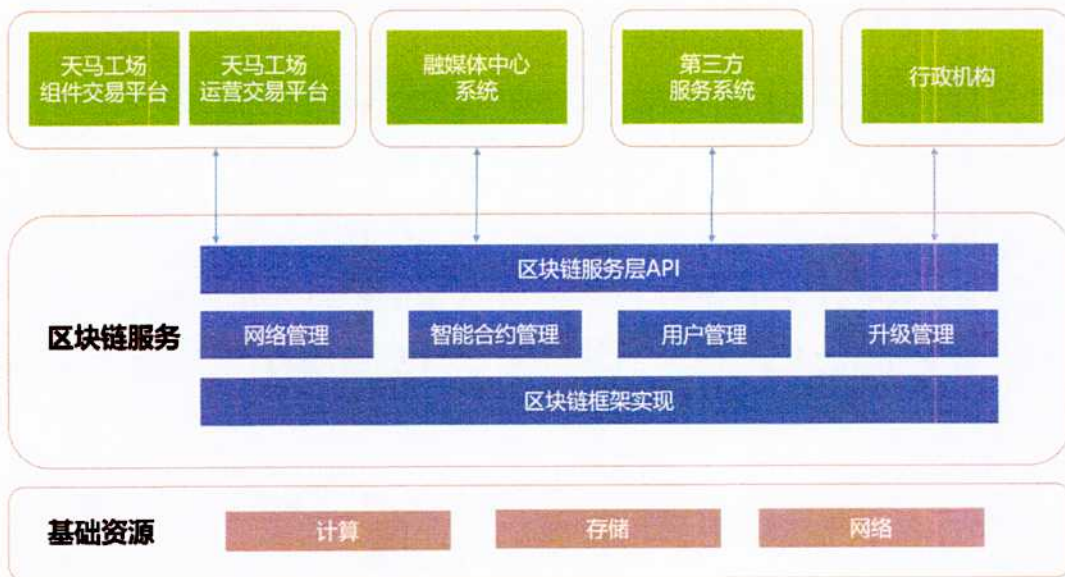 天马工场
组件交易平台
天马工场
运营交易平台
融媒体中心
系统
第三方
服务系统
行政机构
区块链服务层API
区块链服务
网络管理
智能合约管理
用户管理
升级管理
区块链框架实现
基础资源
计算
存储
网络